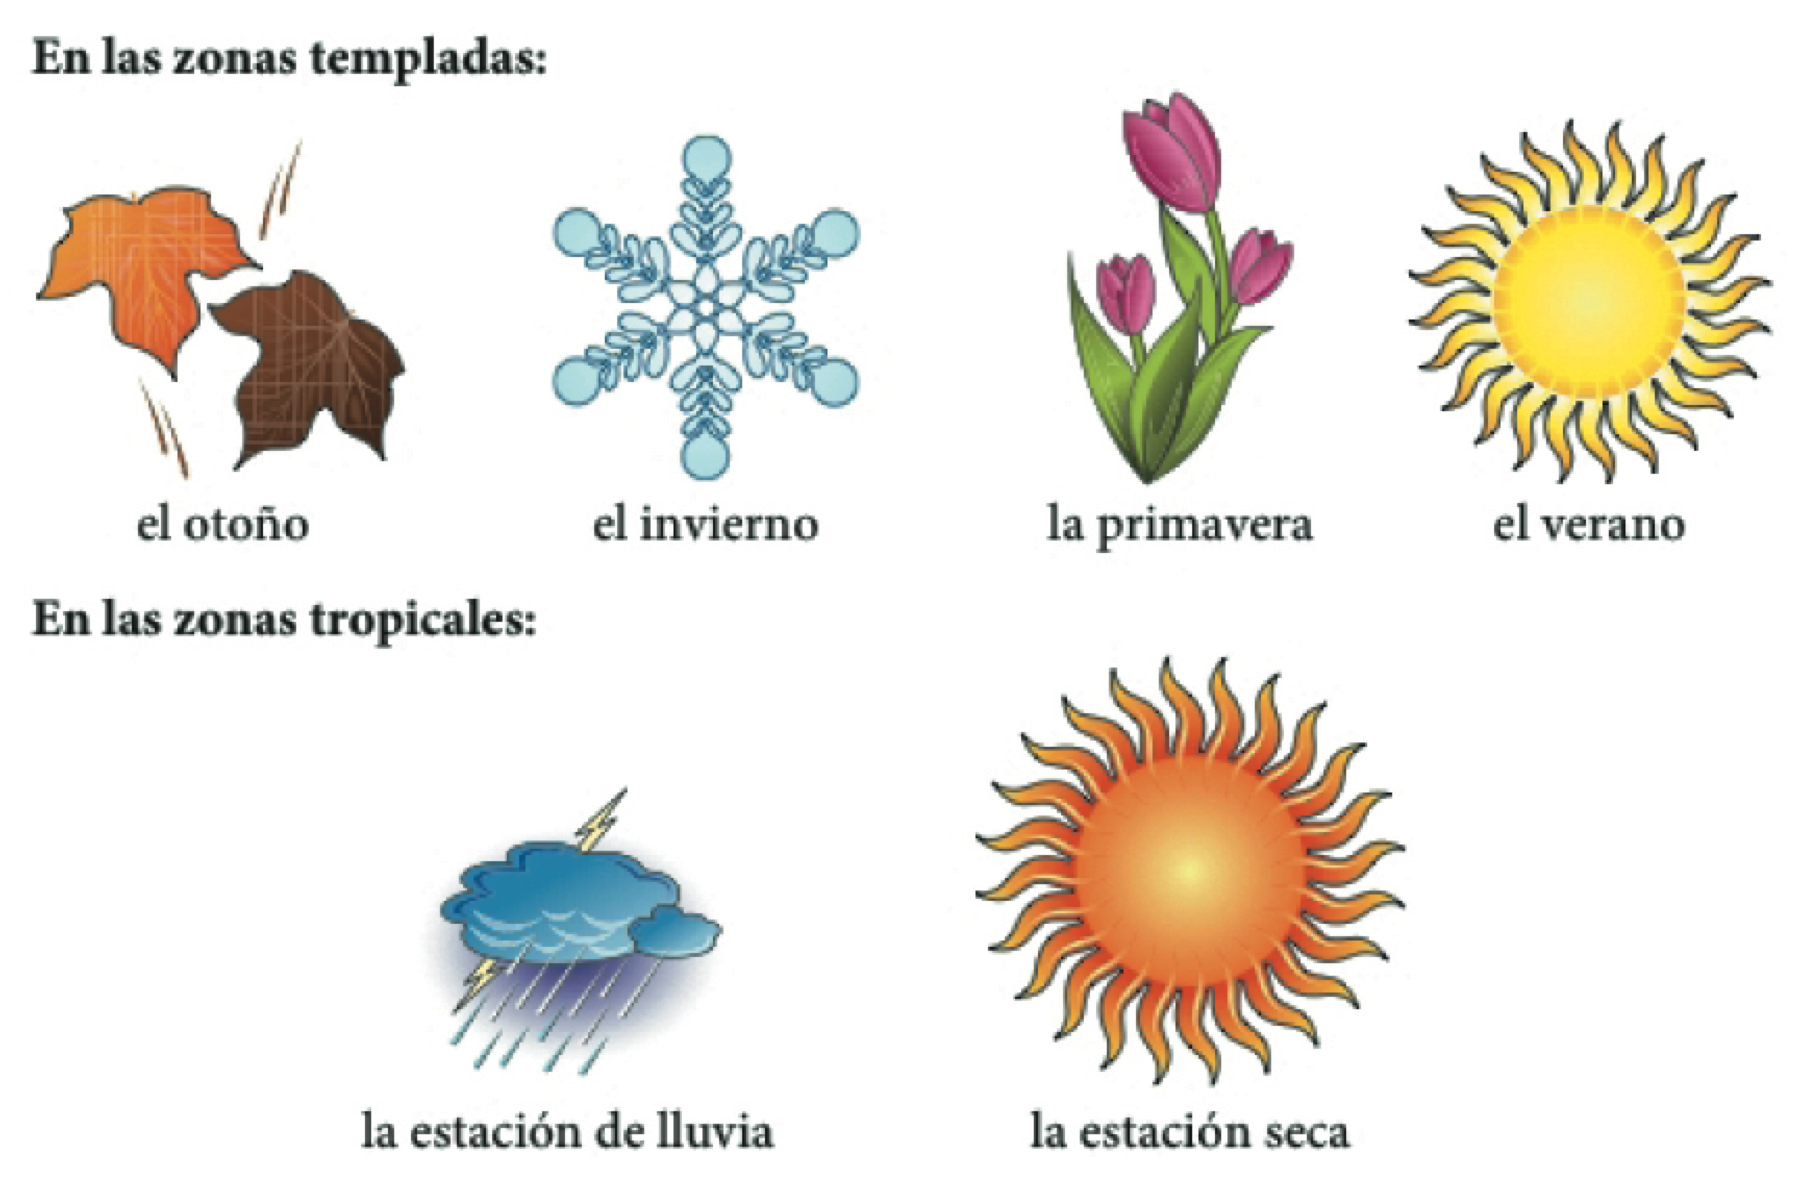 En las zonas templadas:
el otoño
el invierno
la primavera
el verano
En las zonas tropicales:
la estación de lluvia
la estación seca